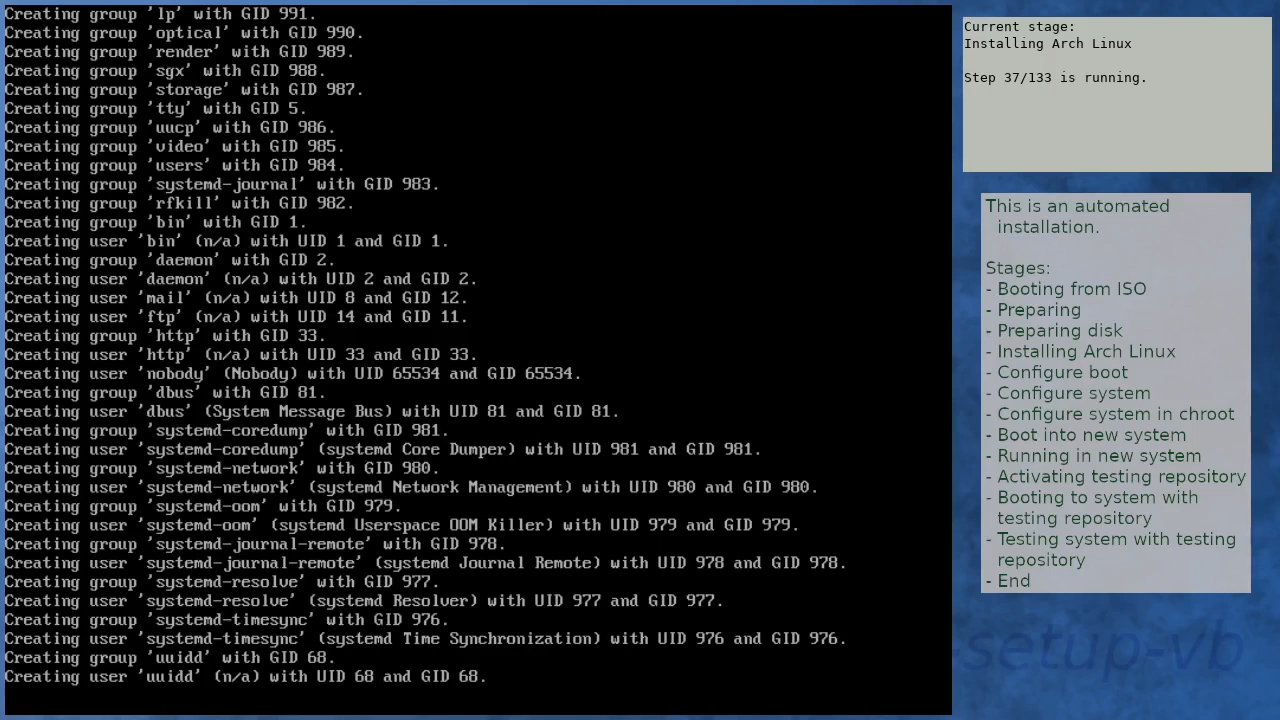 Creating group 'lp' with GID 991.
Creating group 'optical' with GID 990.
Creating group 'render' with GID 989.
Creating group 'sgx' with GID 988.
Creating group 'storage' with GID 987.
Creating group 'tty' with GID 5.
Creating group 'uucp' with GID 986.
Creating group 'video' with GID 985.
Creating group 'users' with GID 984.
Creating group 'systemd-journal' with GID 983.
Creating group 'rfkill' with GID 982.
Creating group 'bin' with GID 1.
Creating user 'bin' (n/a) with UID 1 and GID 1.
Creating group 'daemon' with GID 2.
Creating user 'daemon' (n/a) with UID 2 and GID 2.
Creating user 'mail' (n/a) with UID 8 and GID 12.
Creating user 'ftp' (n/a) with UID 14 and GID 11.
Creating group 'http' with GID 33.
Creating user 'http' (n/a) with UID 33 and GID 33.
Creating user 'nobody' (Nobody) with UID 65534 and GID 65534.
Creating group 'dbus' with GID 81.
Creating user 'dbus' (System Message Bus) with UID 81 and GID 81.
Creating group 'systemd-coredump' with GID 981.
Creating user 'systemd-coredump' (systemd Core Dumper) with UID 981 and GID 981.
Creating group 'systemd-network' with GID 980.
Creating user 'systemd-network' (systemd Network Management) with UID 980 and GID 980.
Creating group 'systemd-oom' with GID 979.
Creating user 'systemd-oom' (systemd Userspace OOM Killer) with UID 979 and GID 979.
Creating group 'systemd-journal-remote' with GID 978.
Creating user 'systemd-journal-remote' (systemd Journal Remote) with UID 978 and GID 978.
Creating group 'systemd-resolve' with GID 977.
Creating user 'systemd-resolve' (systemd Resolver) with UID 977 and GID 977.
Creating group 'systemd-timesync' with GID 976.
Creating user 'systemd-timesync' (systemd Time Synchronization) with UID 976 and GID 976.
Creating group 'uuidd' with GID 68.
Creating user 'uuidd' (n/a) with UID 68 and GID 68.
Current stage:
Installing Arch Linux
Step 37/133 is running.
This is an automated
installation.
Stages:
- Booting from ISO
- Preparing
- Preparing disk
- Installing Arch Linux
- Configure boot
- Configure system
- Configure system in chroot
- Boot into new system
- Running in new system
- Activating testing repository
- Booting to system with
testing repository
- Testing system with testing
repository
- End
-setup-vb